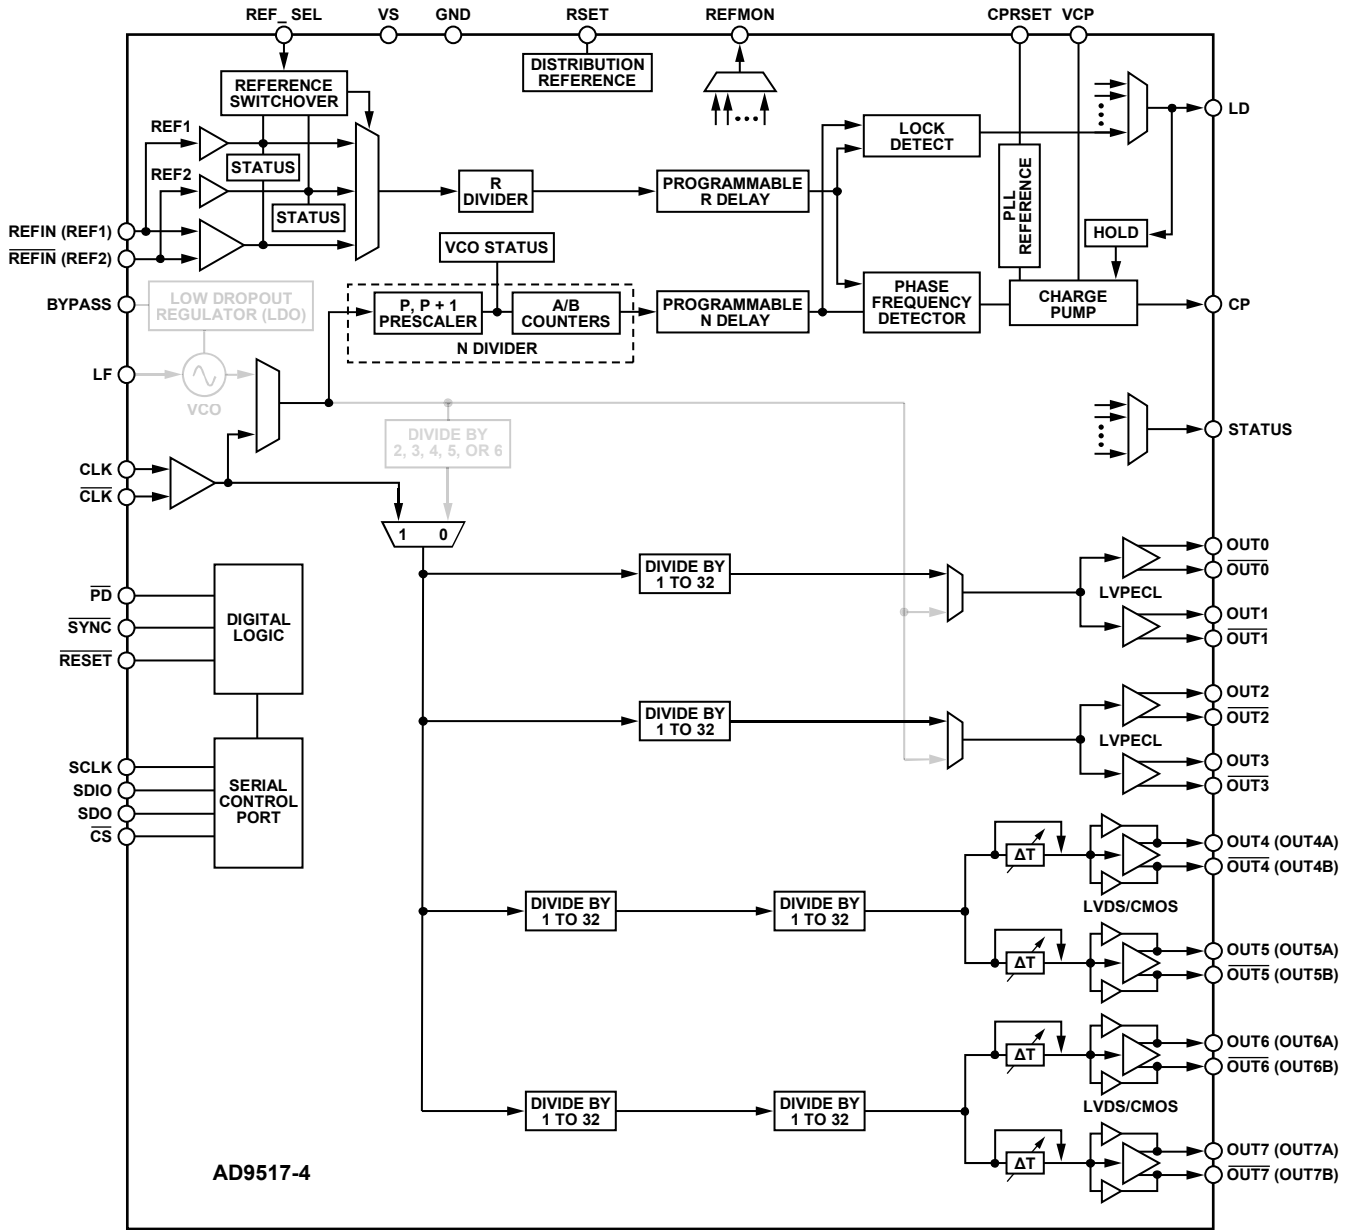 REF_ SEL
VS
GND
RSET
REFMON
CPRSET
VCP
DISTRIBUTION
REFERENCE
REFERENCE
SWITCHOVER
REF1
STATUS
REF2
STATUS
R
DIVIDER
PROGRAMMABLE
R DELAY
LOCK
DETECT
PLL
REFERENCE
HOLD
LD
REFIN (REF1)
REFIN (REF2)
VCO STATUS
BYPASS
LOW DROPOUT
REGULATOR (LDO)
P, P + 1
PRESCALER
A/B
COUNTERS
N DIVIDER
PROGRAMMABLE
N DELAY
PHASE
FREQUENCY
DETECTOR
CHARGE
PUMP
CP
LF
VCO
DIVIDE BY
2, 3, 4, 5, OR 6
STATUS
CLK
CLK
1 0
DIVIDE BY
1 TO 32
LVPECL
OUT0
OUT0
OUT1
OUT1
PD
SYNC
RESET
DIGITAL
LOGIC
DIVIDE BY
1 TO 32
LVPECL
OUT2
OUT2
OUT3
OUT3
SCLK
SDIO
SDO
CS
SERIAL
CONTROL
PORT
DIVIDE BY
1 TO 32
DIVIDE BY
1 TO 32
ΔT
OUT4 (OUT4A)
OUT4 (OUT4B)
LVDS/CMOS
ΔT
OUT5 (OUT5A)
OUT5 (OUT5B)
DIVIDE BY
1 TO 32
DIVIDE BY
1 TO 32
ΔT
OUT6 (OUT6A)
OUT6 (OUT6B)
LVDS/CMOS
ΔT
OUT7 (OUT7A)
OUT7 (OUT7B)
AD9517-4